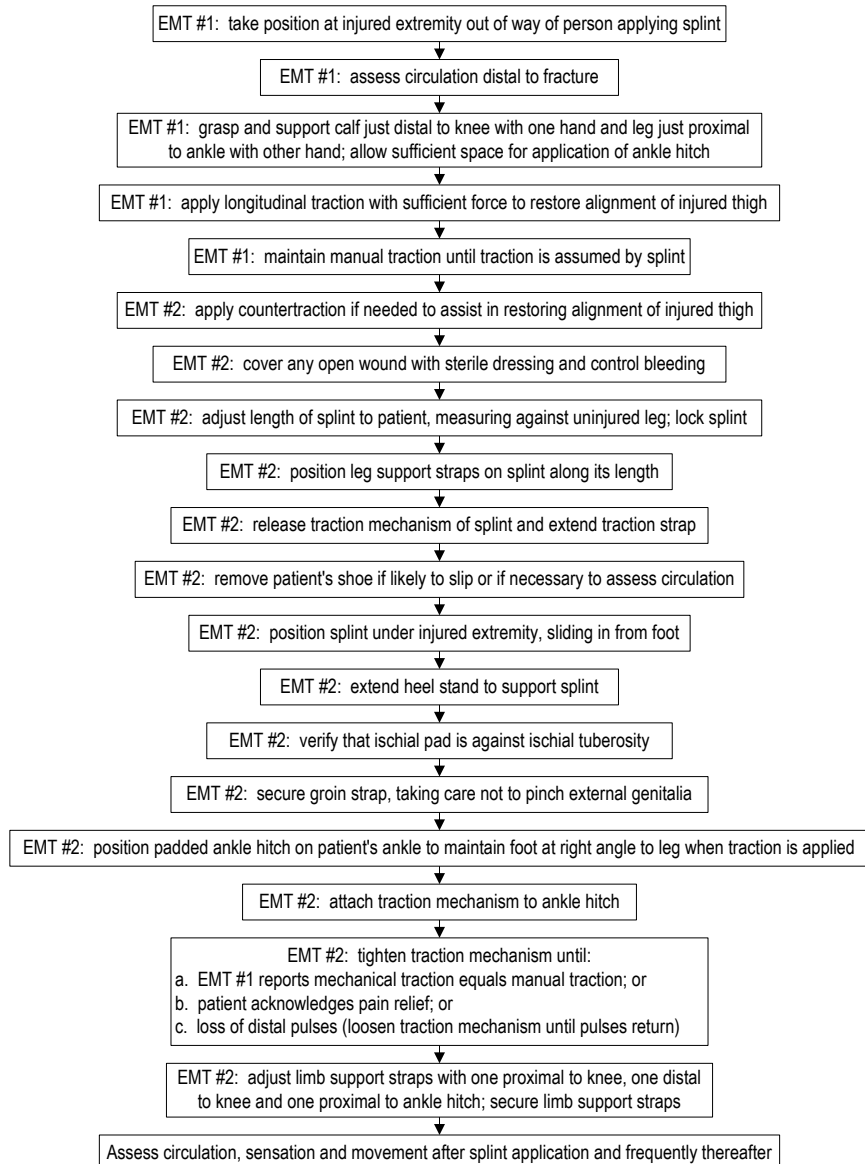 EMT #1: take position at injured extremity out of way of person applying splint
EMT #1: assess circulation distal to fracture
EMT #1: grasp and support calf just distal to knee with one hand and leg just proximal
to ankle with other hand; allow sufficient space for application of ankle hitch
EMT #1: apply longitudinal traction with sufficient force to restore alignment of injured thigh
EMT #1: maintain manual traction until traction is assumed by splint
EMT #2: apply countertraction if needed to assist in restoring alignment of injured thigh
EMT #2: cover any open wound with sterile dressing and control bleeding
EMT #2: adjust length of splint to patient, measuring against uninjured leg; lock splint
EMT #2: position leg support straps on splint along its length
EMT #2: release traction mechanism of splint and extend traction strap
EMT #2: remove patient's shoe if likely to slip or if necessary to assess circulation
EMT #2: position splint under injured extremity, sliding in from foot
EMT #2: extend heel stand to support splint
EMT #2: verify that ischial pad is against ischial tuberosity
EMT #2: secure groin strap, taking care not to pinch external genitalia
EMT #2: position padded ankle hitch on patient's ankle to maintain foot at right angle to leg when traction is applied
EMT #2: attach traction mechanism to ankle hitch
EMT #2: tighten traction mechanism until:
a. EMT #1 reports mechanical traction equals manual traction; or
b. patient acknowledges pain relief; or
c. loss of distal pulses (loosen traction mechanism until pulses return)
EMT #2: adjust limb support straps with one proximal to knee, one distal
to knee and one proximal to ankle hitch; secure limb support straps
Assess circulation, sensation and movement after splint application and frequently thereafter